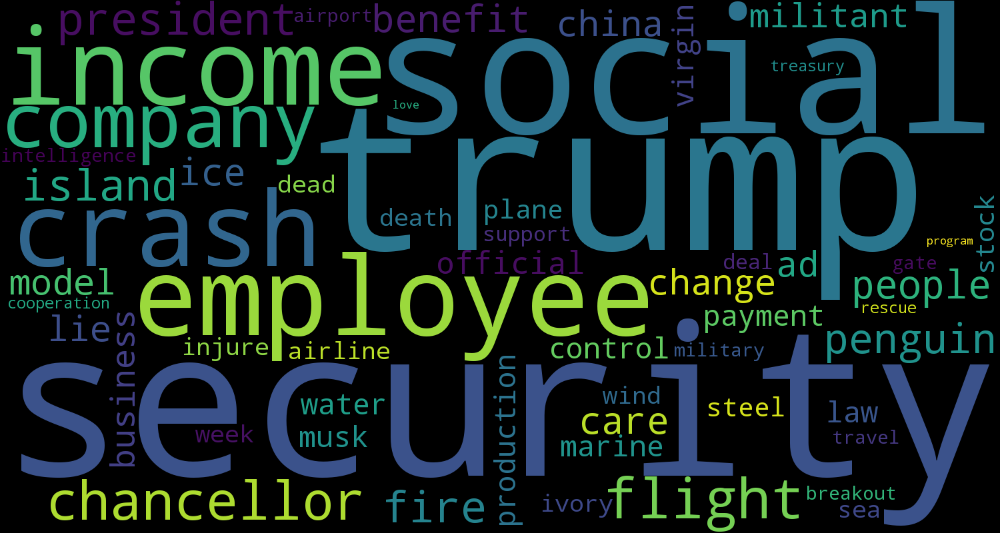 president
airport
benefit
china
virgin
militant
income
social
treasury
love
company
trump
intelligence
island
ice
dead
crash
death
plane
support
stock
program
official
deal
gate
ad
model
employee
change
people
cooperation
rescue
lie
payment
business
injure
airline
control
military
penguin
security
production
water
wind
steel
law
care
week
musk
marine
travel
chancellor
fire
ivory
flight
breakout
sea